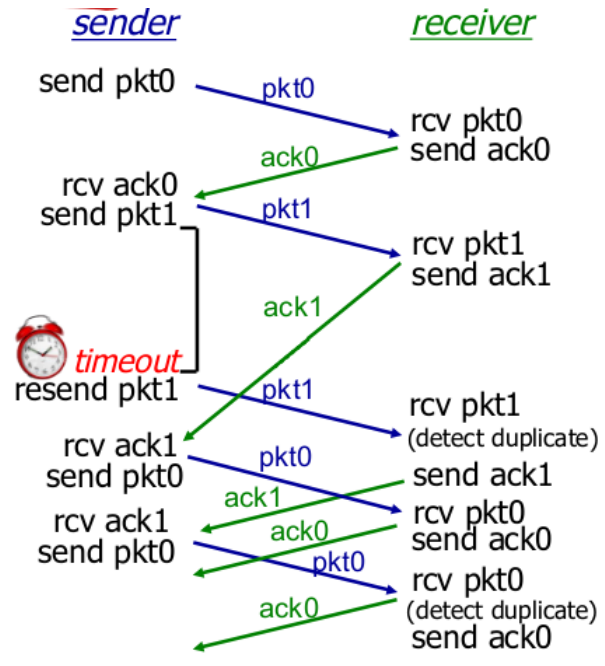 sender
receiver
send pkt0
pkt0
rcv pkt0
send ack0
ack0
rcv ack0
send pkt1
pkt1
rcv pkt1
send ack1
ack1
timeout
resend pkt1
pkt1
rcv pkt1
(detect duplicate)
rcv ack1
send pkt0
pkt0
send ack1
ack1
rcv pkt0
send ack0
rcv ack1
send pkt0
ack0
pkt0
rcv pkt0
(detect duplicate)
send ack0
ack0